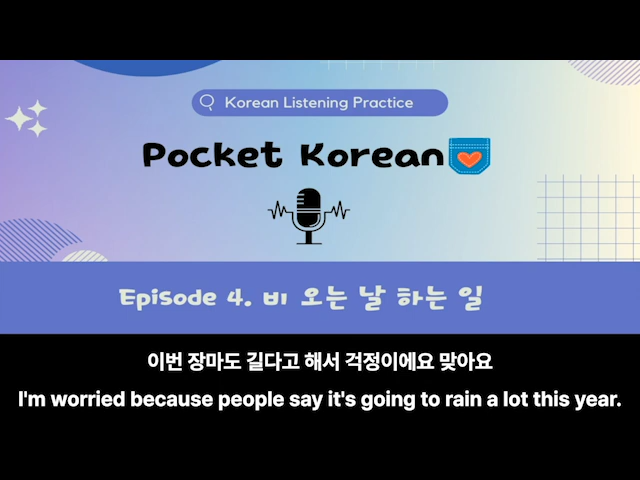 Korean Listening Practice
Pocket Korean
Episode 4. 비 오는 날 하는 일
이번 장마도 길다고 해서 걱정이에요 맞아요
I'm worried because people say it's going to rain a lot this year.